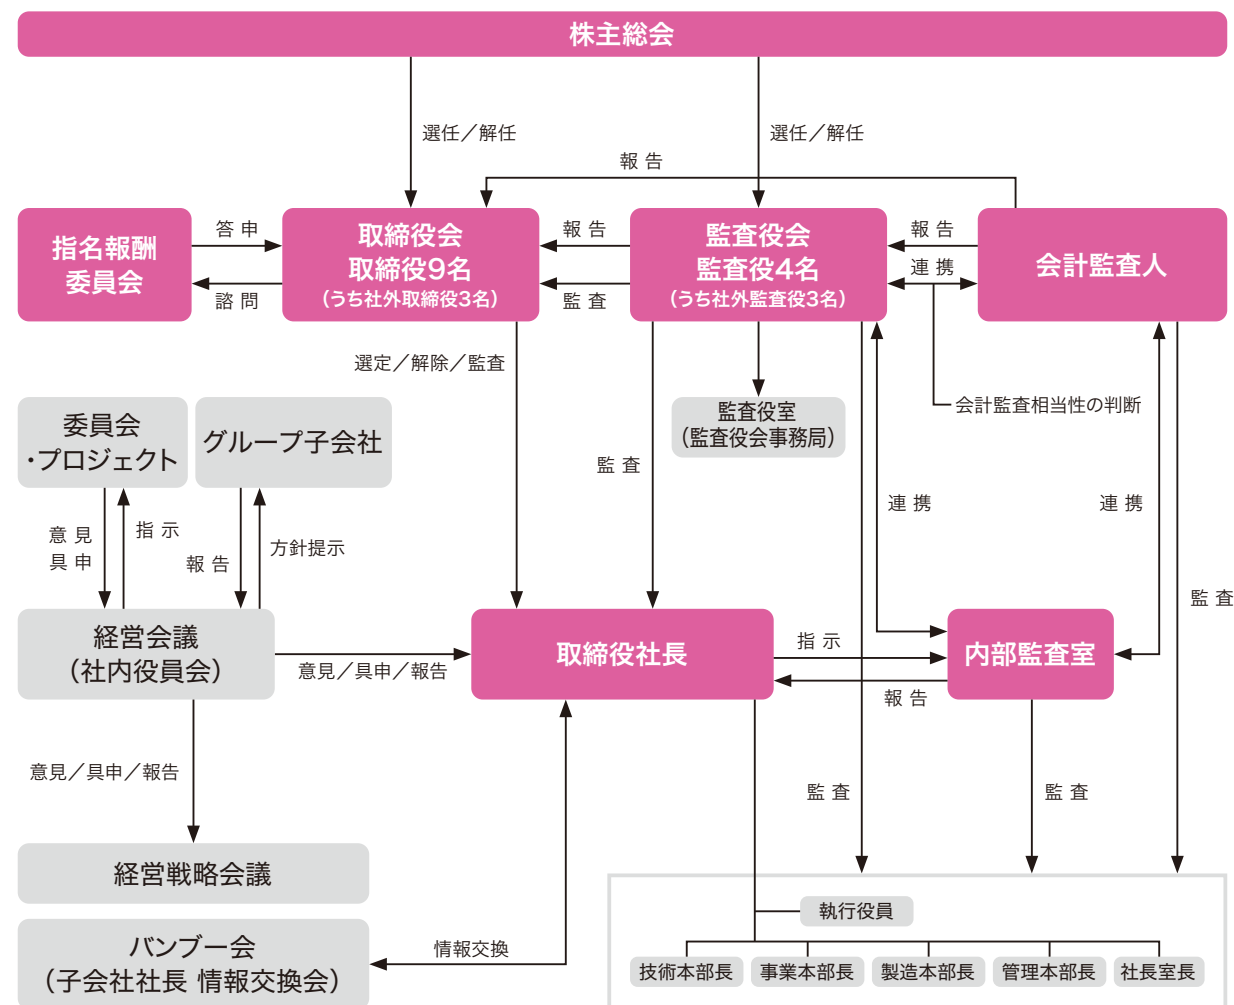 株主総会
選任／解任
選任／解任
報 告
指名報酬
委員会
答 申
諮 問
取締役会
取締役9名
（うち社外取締役3名）
報 告
監 査
監査役会
監査役4名
（うち社外監査役3名）
報 告
連 携
会計監査人
選定／解除／監査
委員会
・プロジェクト
グループ子会社
監査役室
（監査役会事務局）
会計監査相当性の判断
監 査
意 見
具 申
指 示
報 告
方針提示
連 携
連 携
監 査
経営会議
（社内役員会）
意見／具申／報告
取締役社長
指 示
報 告
内部監査室
意見／具申／報告
監 査
監 査
経営戦略会議
バンブー会
（子会社社長 情報交換会）
情報交換
執行役員
技術本部長
事業本部長
製造本部長
管理本部長
社長室長